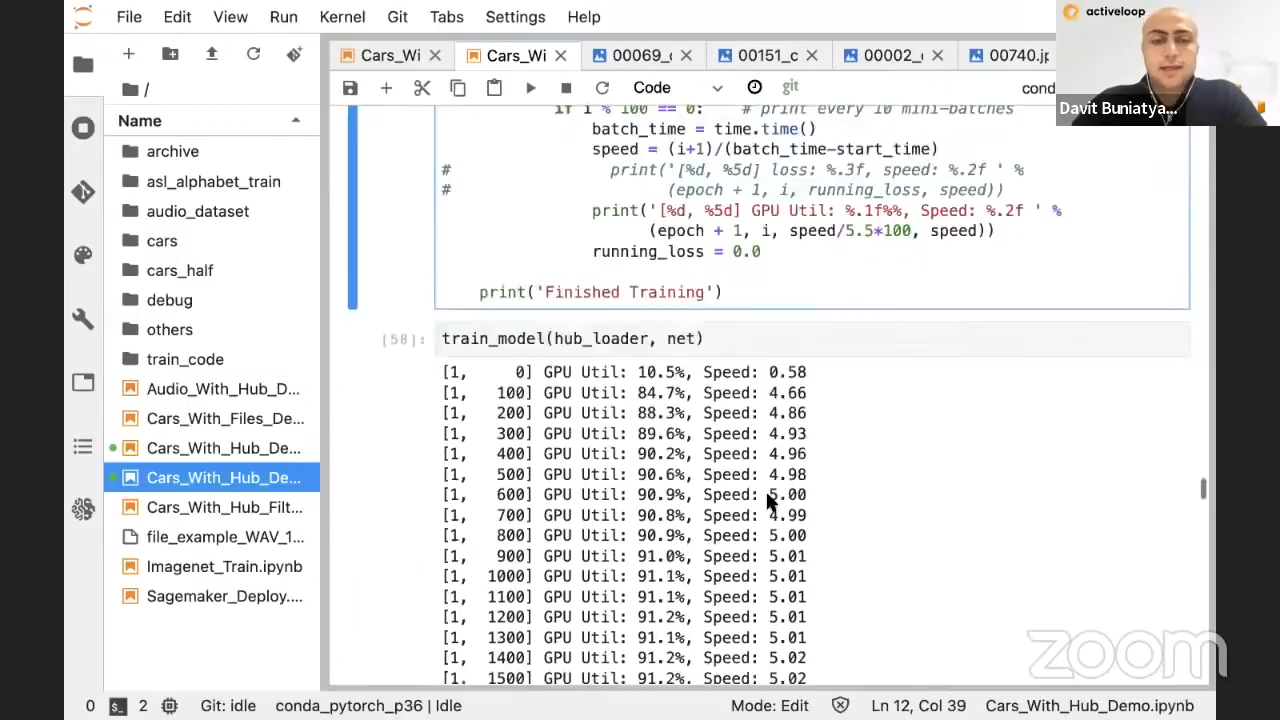 File Edit View Run Kernel Git Tabs Settings Help
activeloop
Davit Buniatya...
Cars_Wi
Cars_Wi
00069_c
00151_c
00002_
00740.jp
/
Code
git
cond
Name
archive
asl_alphabet_train
audio_dataset
cars
cars_half
debug
others
train_code
Audio_With_Hub_D...
Cars_With_Files_De...
Cars_With_Hub_De...
Cars_With_Hub_De...
Cars_With_Hub_Filt...
file_example_WAV_1...
Imagenet_Train.ipynb
Sagemaker_Deploy....
if i % 100 == 0: # print every 10 mini-batches
batch_time = time.time()
speed = (i+1)/(batch_time-start_time)
# print('[%d, %5d] loss: %.3f, speed: %.2f ' %
# (epoch + 1, i, running_loss, speed))
print('[%d, %5d] GPU Util: %.1f%%, Speed: %.2f ' %
(epoch + 1, i, speed/5.5*100, speed))
running_loss = 0.0
print('Finished Training')
[58]: train_model(hub_loader, net)
[1, 0] GPU Util: 10.5%, Speed: 0.58
[1, 100] GPU Util: 84.7%, Speed: 4.66
[1, 200] GPU Util: 88.3%, Speed: 4.86
[1, 300] GPU Util: 89.6%, Speed: 4.93
[1, 400] GPU Util: 90.2%, Speed: 4.96
[1, 500] GPU Util: 90.6%, Speed: 4.98
[1, 600] GPU Util: 90.9%, Speed: 5.00
[1, 700] GPU Util: 90.8%, Speed: 4.99
[1, 800] GPU Util: 90.9%, Speed: 5.00
[1, 900] GPU Util: 91.0%, Speed: 5.01
[1, 1000] GPU Util: 91.1%, Speed: 5.01
[1, 1100] GPU Util: 91.1%, Speed: 5.01
[1, 1200] GPU Util: 91.2%, Speed: 5.01
[1, 1300] GPU Util: 91.1%, Speed: 5.01
[1, 1400] GPU Util: 91.2%, Speed: 5.02
[1, 1500] GPU Util: 91.2%, Speed: 5.02
zoom
0 2 Git: idle conda_pytorch_p36 | Idle Mode: Edit Ln 12, Col 39 Cars_With_Hub_Demo.ipynb